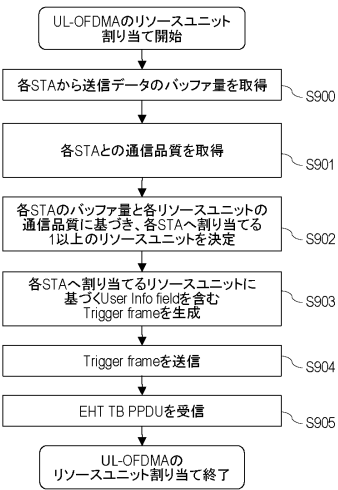 UL-OFDMAのリソースユニット
割り当て開始
各STAから送信データのバッファ量を取得
S900
各STAとの通信品質を取得
S901
各STAのバッファ量と各リソースユニットの
通信品質に基づき、各STAへ割り当てる
1以上のリソースユニットを決定
S902
各STAへ割り当てるリソースユニットに
基づくUser Info fieldを含む
Trigger frameを生成
S903
Trigger frameを送信
S904
EHT TB PPDUを受信
S905
UL-OFDMAの
リソースユニット割り当て終了